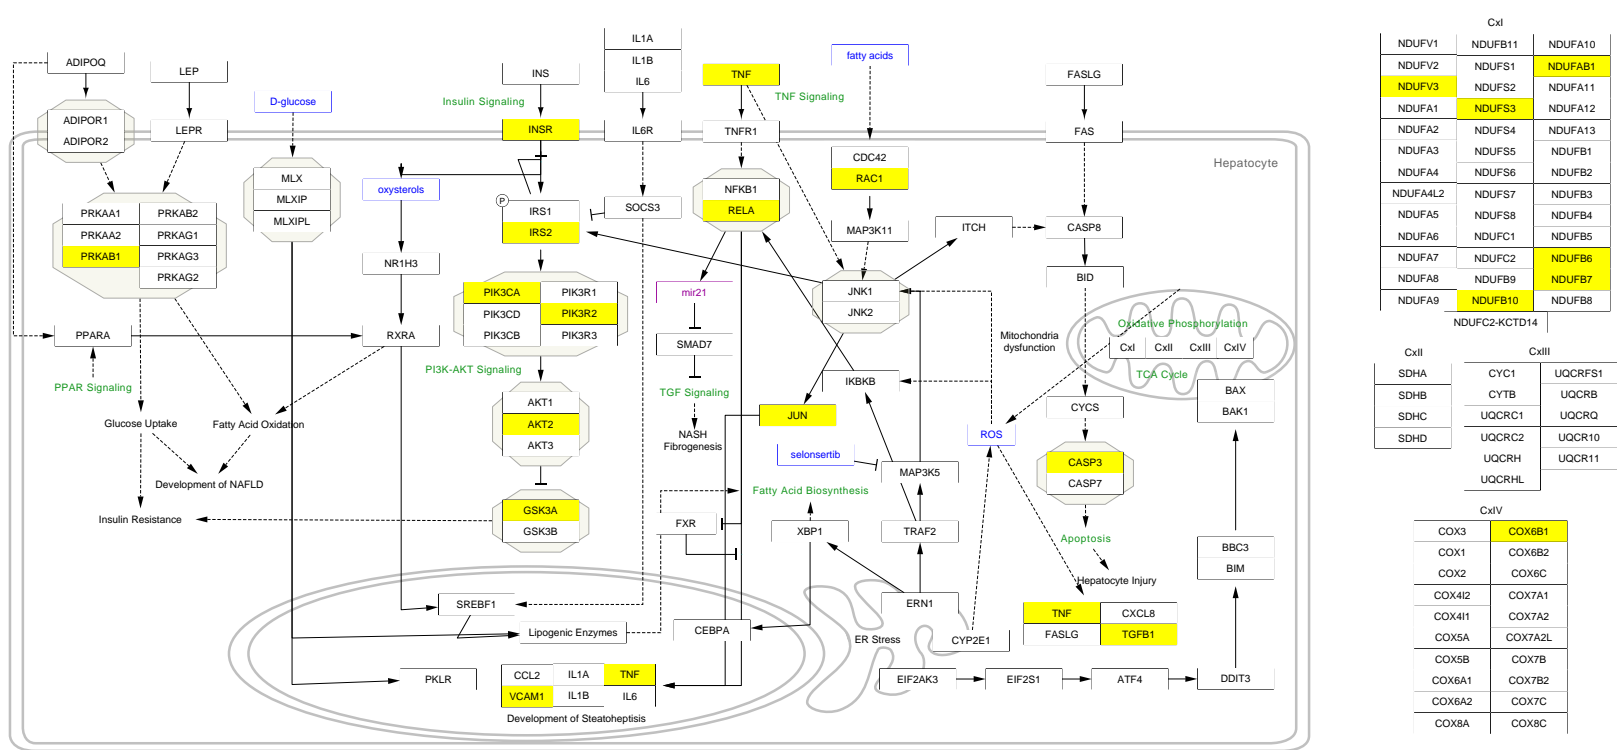 ADIPOQ
LEP
ADIPOR1
ADIPOR2
LEPR
D-glucose
MLX
MLXIP
MLXIPL
PRKAA1
PRKAB2
PRKAA2
PRKAG1
PRKAB1
PRKAG3
PRKAG2
PPARA
PPAR Signaling
Glucose Uptake
Fatty Acid Oxidation
Development of NAFLD
Insulin Resistance
oxysterols
NR1H3
RXRA
Insulin Signaling
INS
INSR
P
IRS1
IRS2
PIK3CA
PIK3R1
PIK3CD
PIK3R2
PIK3CB
PIK3R3
PI3K-AKT Signaling
AKT1
AKT2
AKT3
GSK3A
GSK3B
IL1A
IL1B
IL6
IL6R
SOCS3
TNF
TNF Signaling
TNFR1
NFKB1
RELA
mir21
SMAD7
TGF Signaling
NASH
Fibrogenesis
fatty acids
CDC42
RAC1
MAP3K11
ITCH
JNK1
JNK2
IKBKB
JUN
selonsertib
MAP3K5
Fatty Acid Biosynthesis
FXR
XBP1
TRAF2
ERN1
ER Stress
CYP2E1
CEBPA
SREBF1
Lipogenic Enzymes
PKLR
CCL2
IL1A
TNF
VCAM1
IL1B
IL6
Development of Steatoheptisis
FASLG
FAS
Hepatocyte
CASP8
BID
Mitochondria
dysfunction
Oxidative Phosphorylation
CxI
CxII
CxIII
CxIV
TCA Cycle
BAX
BAK1
CYCS
ROS
CASP3
CASP7
Apoptosis
Hepatocyte Injury
TNF
CXCL8
FASLG
TGFB1
BBC3
BIM
EIF2AK3
EIF2S1
ATF4
DDIT3
CxI
NDUFV1
NDUFB11
NDUFA10
NDUFV2
NDUFS1
NDUFAB1
NDUFV3
NDUFS2
NDUFA11
NDUFA1
NDUFS3
NDUFA12
NDUFA2
NDUFS4
NDUFA13
NDUFA3
NDUFS5
NDUFB1
NDUFA4
NDUFS6
NDUFB2
NDUFA4L2
NDUFS7
NDUFB3
NDUFA5
NDUFS8
NDUFB4
NDUFA6
NDUFC1
NDUFB5
NDUFA7
NDUFC2
NDUFB6
NDUFA8
NDUFB9
NDUFB7
NDUFA9
NDUFB10
NDUFB8
NDUFC2-KCTD14
CxII
SDHA
SDHB
SDHC
SDHD
CxIII
CYC1
UQCRFS1
CYTB
UQCRB
UQCRC1
UQCRQ
UQCRC2
UQCR10
UQCRH
UQCR11
UQCRHL
CxIV
COX3
COX6B1
COX1
COX6B2
COX2
COX6C
COX4I2
COX7A1
COX4I1
COX7A2
COX5A
COX7A2L
COX5B
COX7B
COX6A1
COX7B2
COX6A2
COX7C
COX8A
COX8C